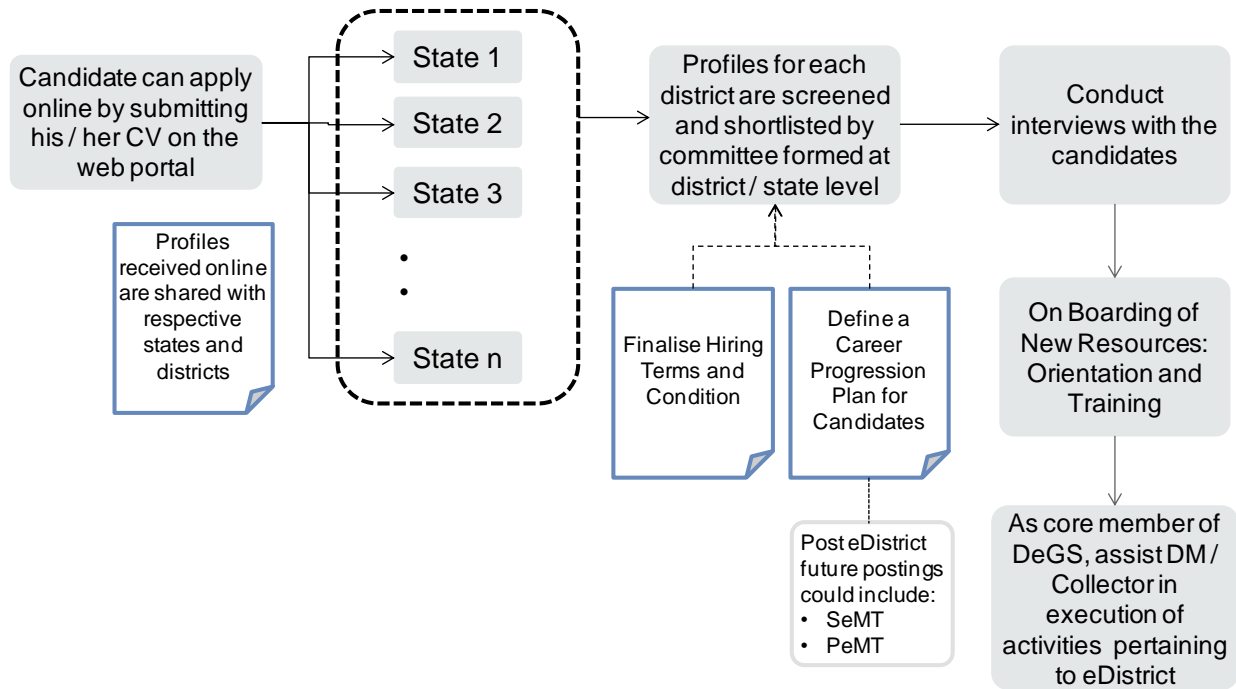 Candidate can apply
online by submitting
his / her CV on the
web portal
Profiles
received online
are shared with
respective
states and
districts
State 1
State 2
State 3
•
•
State n
Profiles for each
district are screened
and shortlisted by
committee formed at
district / state level
Finalise Hiring
Terms and
Condition
Define a
Career
Progression
Plan for
Candidates
Post eDistrict
future postings
could include:
• SeMT
• PeMT
Conduct
interviews with the
candidates
On Boarding of
New Resources:
Orientation and
Training
As core member of
DeGS, assist DM /
Collector in
execution of
activities pertaining
to eDistrict